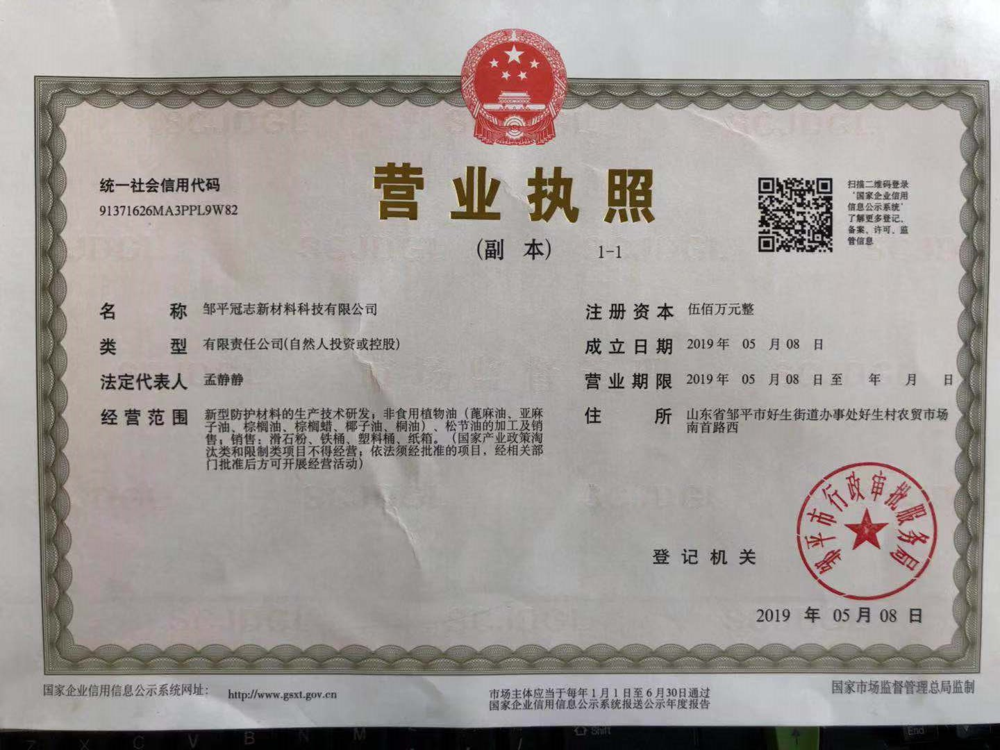 统一社会信用代码
91371626MA3PPL9W82
营业执照
(副 本) 1-1
扫描二维码登录
‘国家企业信用
信息公示系统’
了解更多登记、
备案、许可、监
管信息
名 称 邹平冠志新材料科技有限公司
类 型 有限责任公司(自然人投资或控股)
法定代表人 孟静静
经营范围 新型防护材料的生产技术研发；非食用植物油（蓖麻油、亚麻
子油、棕榈油、棕榈蜡、椰子油、桐油）、松节油的加工及销
售；销售：滑石粉、铁桶、塑料桶、纸箱。（国家产业政策淘
汰类和限制类项目不得经营；依法须经批准的项目，经相关部
门批准后方可开展经营活动）
注册资本 伍佰万元整
成立日期 2019 年 05 月 08 日
营业期限 2019 年 05 月 08 日 至 年 月 日
住 所 山东省邹平市好生街道办事处好生村农贸市场
南首路西
登记机关
邹平市行政审批服务局
2019 年 05 月 08 日
国家企业信用信息公示系统网址： http://www.gsxt.gov.cn
市场主体应当于每年1月1日至6月30日通过
国家企业信用信息公示系统报送公示年度报告
国家市场监督管理总局监制
Z X C V B N M
Shift
End